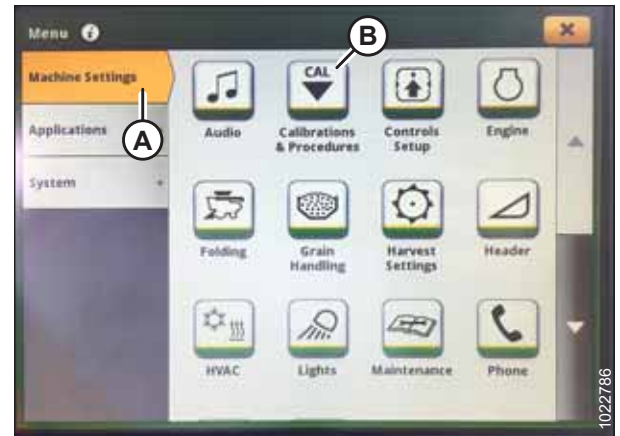 Menu i
B
Machine Settings
CAL
Audio
Calibrations
& Procedures
Controls
Setup
Engine
Applications
A
System
Folding
Grain
Handling
Harvest
Settings
Header
HVAC
Lights
Maintenance
Phone
1022786